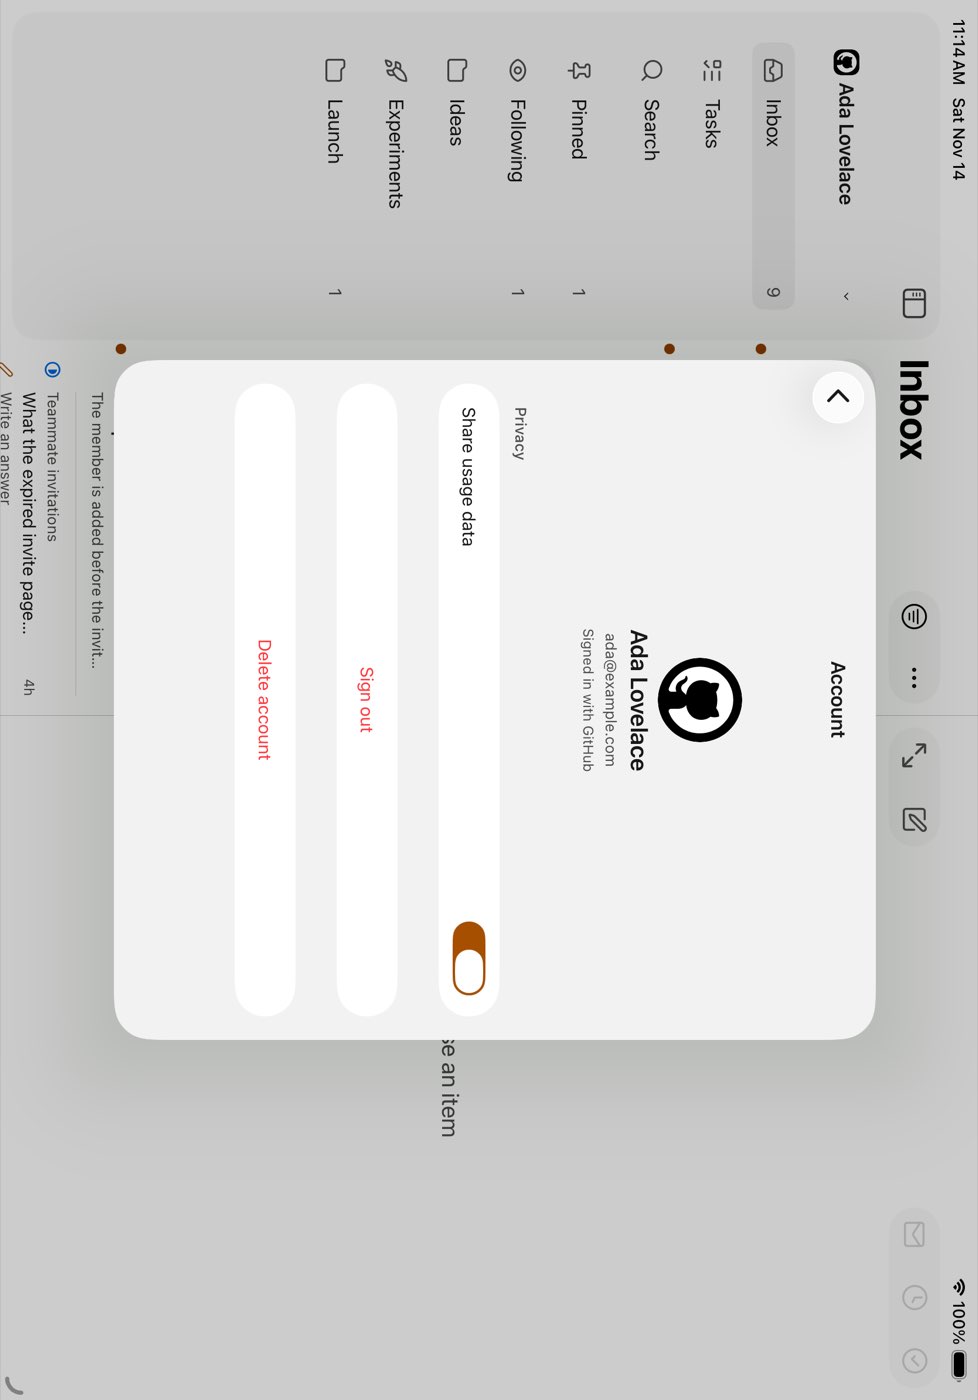 11:14 AM Sat Nov 14
100%
Inbox
Ada Lovelace
Inbox 9
Tasks
Search
Pinned 1
Following 1
Ideas
Experiments
Launch 1
Account
Ada Lovelace
ada@example.com
Signed in with GitHub
Privacy
Share usage data
Sign out
Delete account
an item
The member is added before the invit...
Teammate invitations
What the expired invite page... 4h
Write an answer